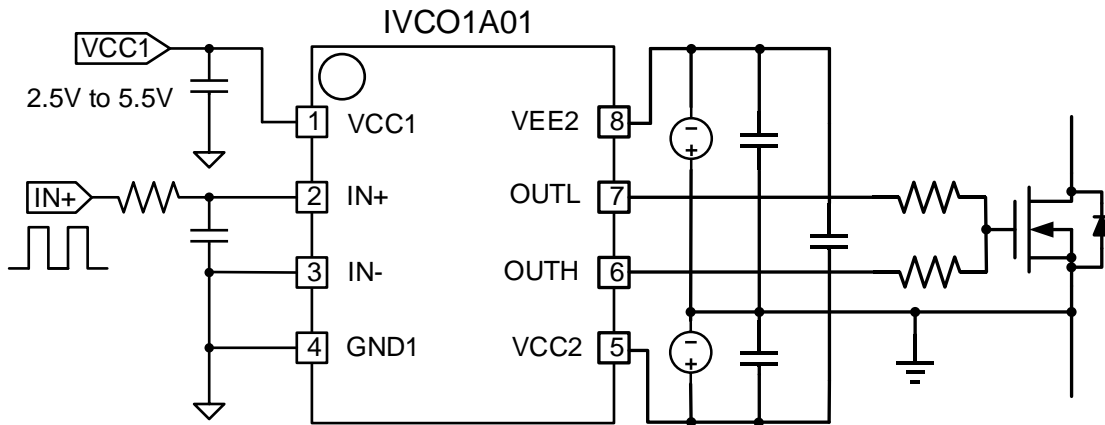 IVCO1A01
VCC1
2.5V to 5.5V
1 VCC1
VEE2 8
IN+
2 IN+
OUTL 7
3 IN-
OUTH 6
4 GND1
VCC2 5
-
+
-
+